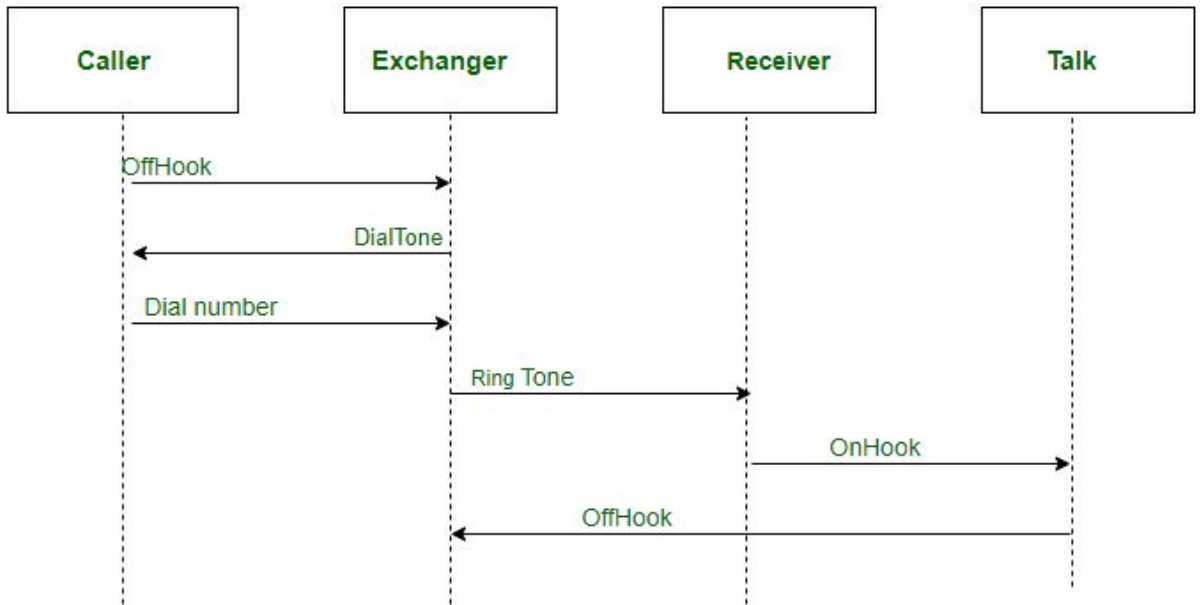 Caller
Exchanger
Receiver
Talk
OffHook
DialTone
Dial number
Ring Tone
OnHook
OffHook